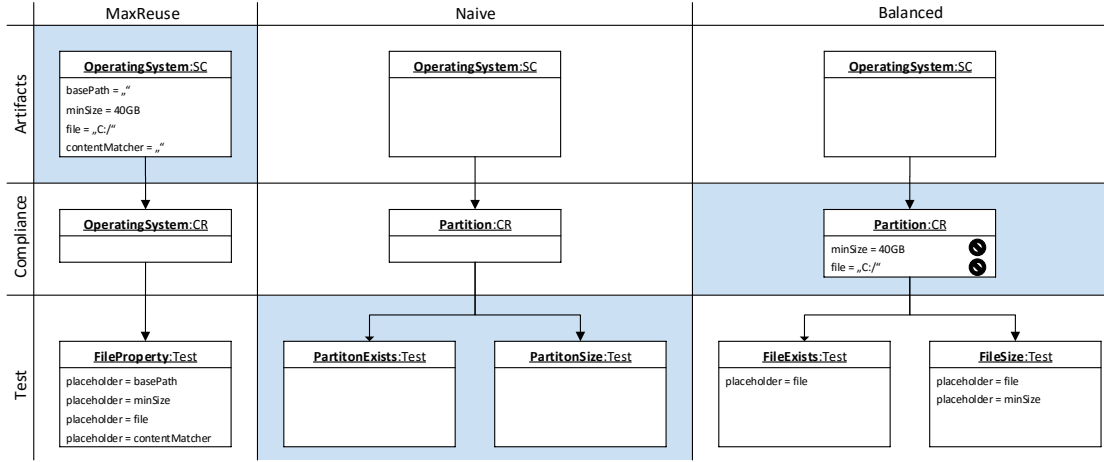 MaxReuse
Naive
Balanced
Artifacts
OperatingSystem:SC
basePath = „“
minSize = 40GB
file = „C:/“
contentMatcher = „“
OperatingSystem:SC
OperatingSystem:SC
Compliance
OperatingSystem:CR
Partition:CR
Partition:CR
minSize = 40GB
file = „C:/“
Test
FileProperty:Test
placeholder = basePath
placeholder = minSize
placeholder = file
placeholder = contentMatcher
PartitonExists:Test
PartitonSize:Test
FileExists:Test
placeholder = file
FileSize:Test
placeholder = file
placeholder = minSize